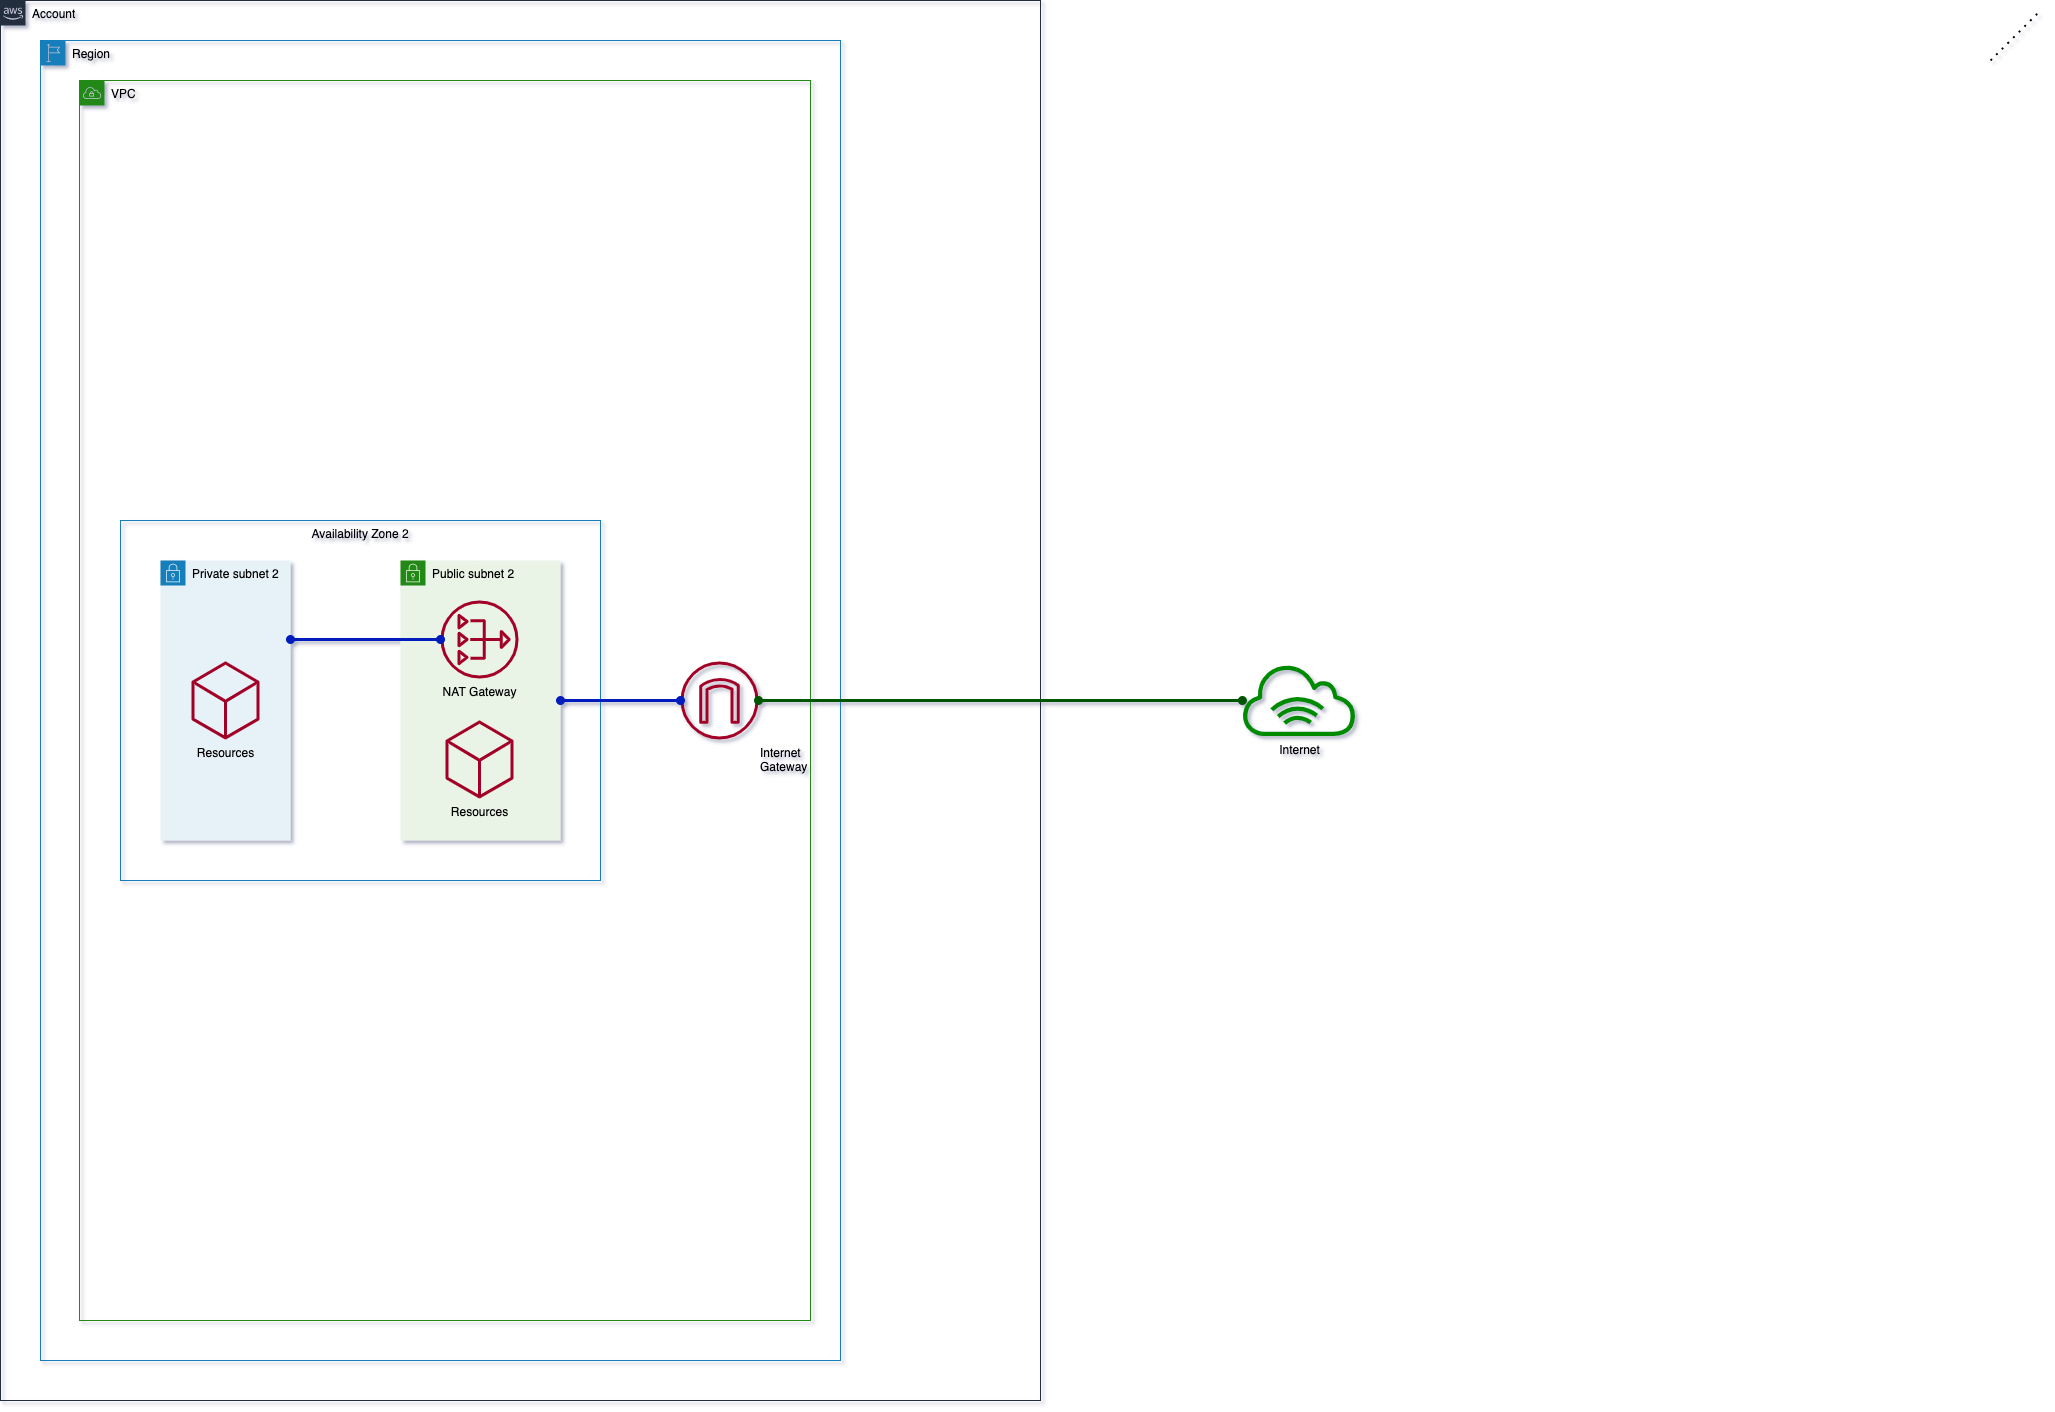 aws
Account
Region
VPC
Availability Zone 2
Private subnet 2
Public subnet 2
NAT Gateway
Resources
Resources
Internet
Gateway
Internet